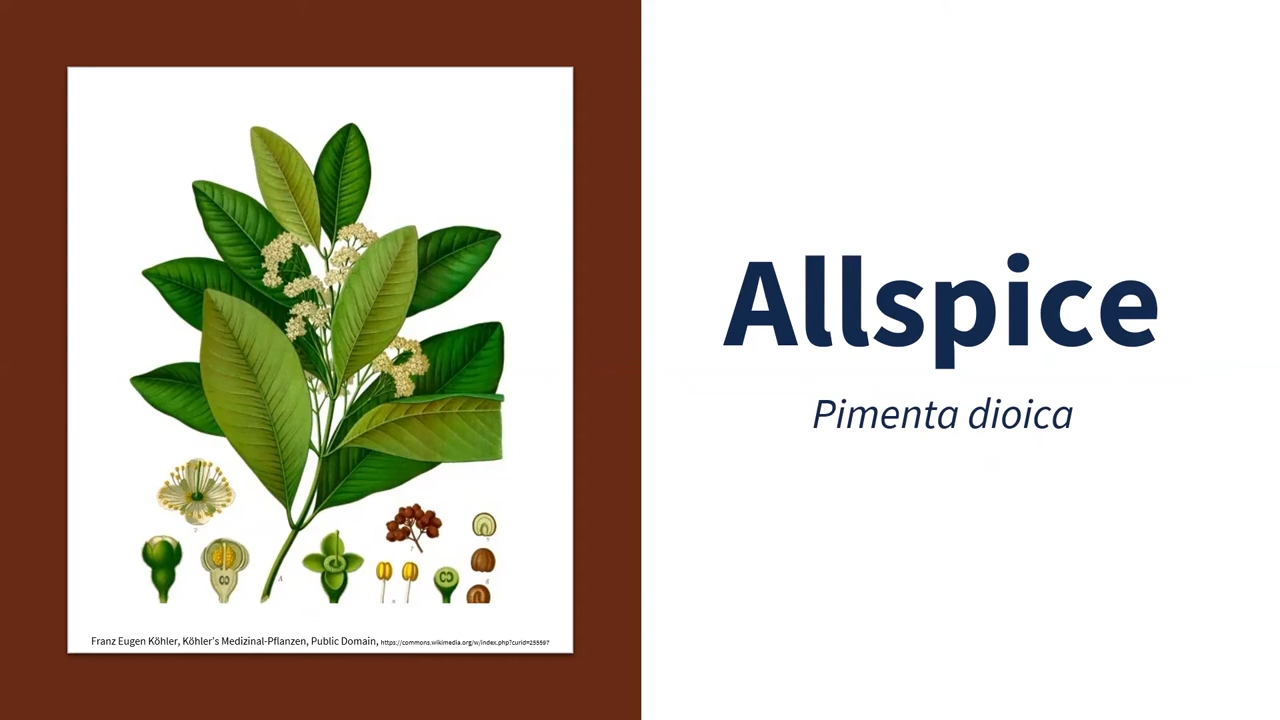 Allspice
Pimenta dioica
Franz Eugen Köhler, Köhler's Medizinal-Pflanzen, Public Domain, https://commons.wikimedia.org/w/index.php?curid=255597